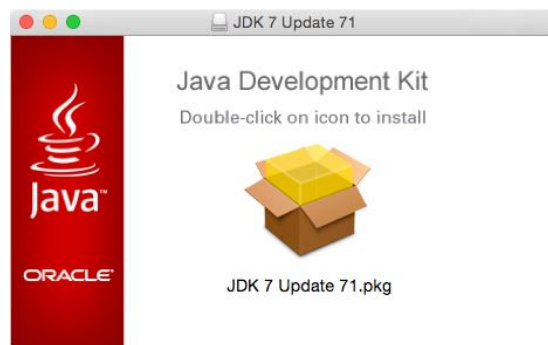 JDK 7 Update 71
Java Development Kit
Double-click on icon to install
Java™
ORACLE®
JDK 7 Update 71.pkg